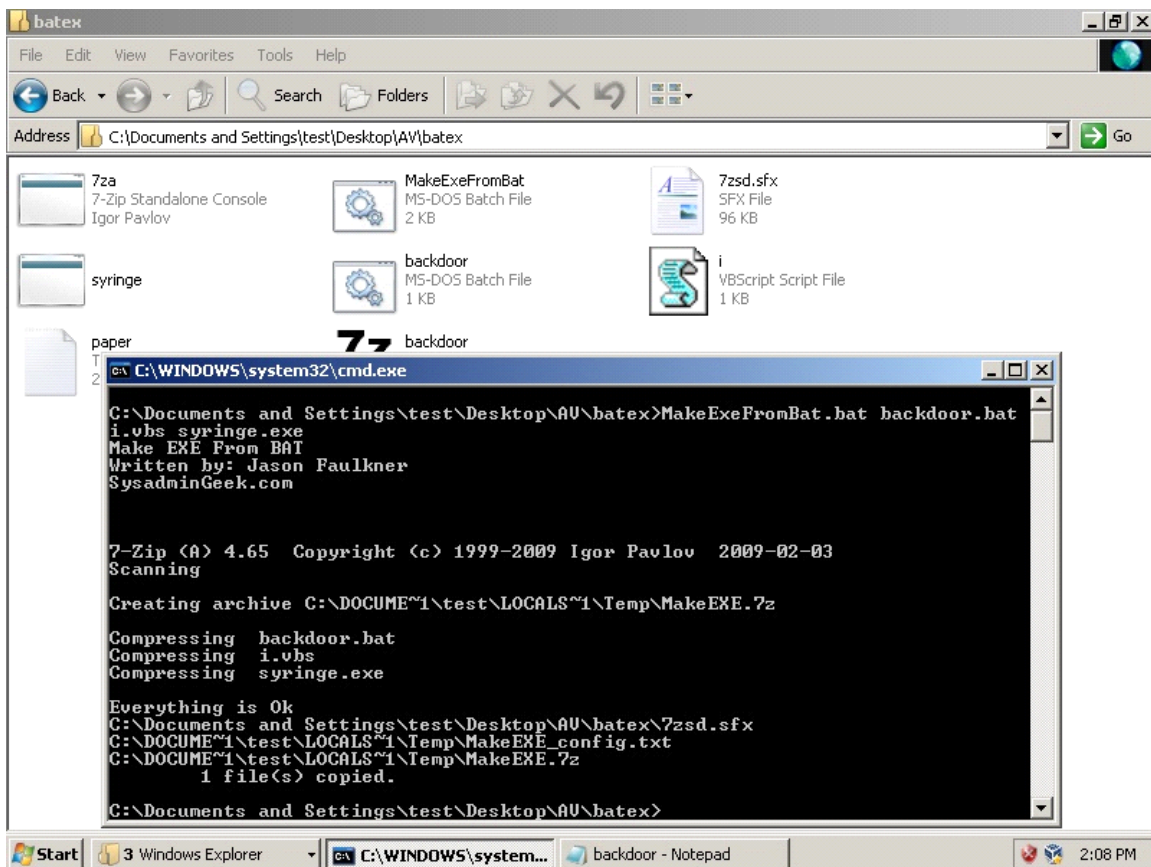 batex
File Edit View Favorites Tools Help
Back Search Folders
Address C:\Documents and Settings\test\Desktop\AV\batex Go
7za
7-Zip Standalone Console
Igor Pavlov
MakeExeFromBat
MS-DOS Batch File
2 KB
7zsd.sfx
SFX File
96 KB
syringe
backdoor
MS-DOS Batch File
1 KB
i
VBScript Script File
1 KB
paper
T
2
7z
backdoor
C:\WINDOWS\system32\cmd.exe
C:\Documents and Settings\test\Desktop\AV\batex>MakeExeFromBat.bat backdoor.bat
i.vbs syringe.exe
Make EXE From BAT
Written by: Jason Faulkner
SysadminGeek.com
7-Zip (A) 4.65 Copyright (c) 1999-2009 Igor Pavlov 2009-02-03
Scanning
Creating archive C:\DOCUME~1\test\LOCALS~1\Temp\MakeEXE.7z
Compressing backdoor.bat
Compressing i.vbs
Compressing syringe.exe
Everything is Ok
C:\Documents and Settings\test\Desktop\AV\batex\7zsd.sfx
C:\DOCUME~1\test\LOCALS~1\Temp\MakeEXE_config.txt
C:\DOCUME~1\test\LOCALS~1\Temp\MakeEXE.7z
1 file(s) copied.
C:\Documents and Settings\test\Desktop\AV\batex>
Start 3 Windows Explorer C:\WINDOWS\system... backdoor - Notepad 2:08 PM